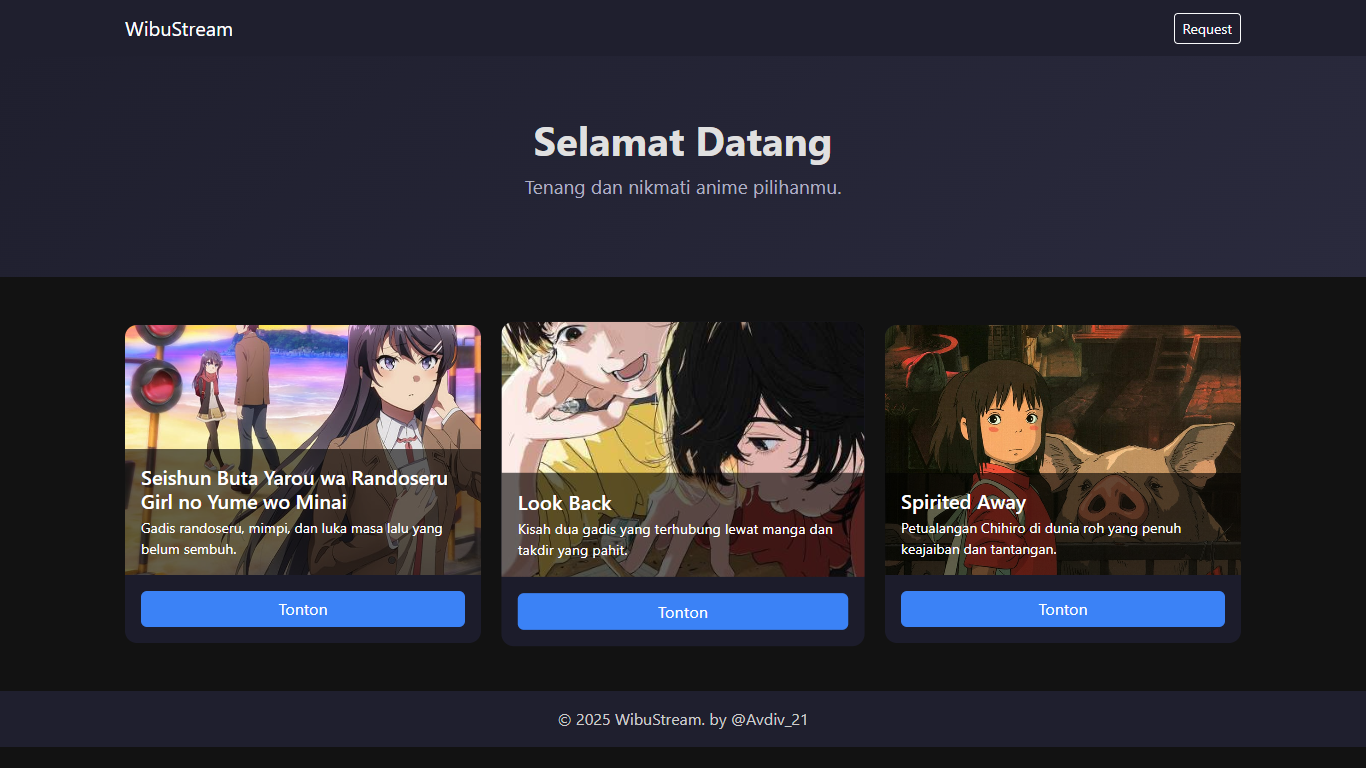 WibuStream
Request
Selamat Datang
Tenang dan nikmati anime pilihanmu.
Seishun Buta Yarou wa Randoseru
Girl no Yume wo Minai
Gadis randoseru, mimpi, dan luka masa lalu yang
belum sembuh.
Tonton
Look Back
Kisah dua gadis yang terhubung lewat manga dan
takdir yang pahit.
Tonton
Spirited Away
Petualangan Chihiro di dunia roh yang penuh
keajaiban dan tantangan.
Tonton
© 2025 WibuStream. by @Avdiv_21